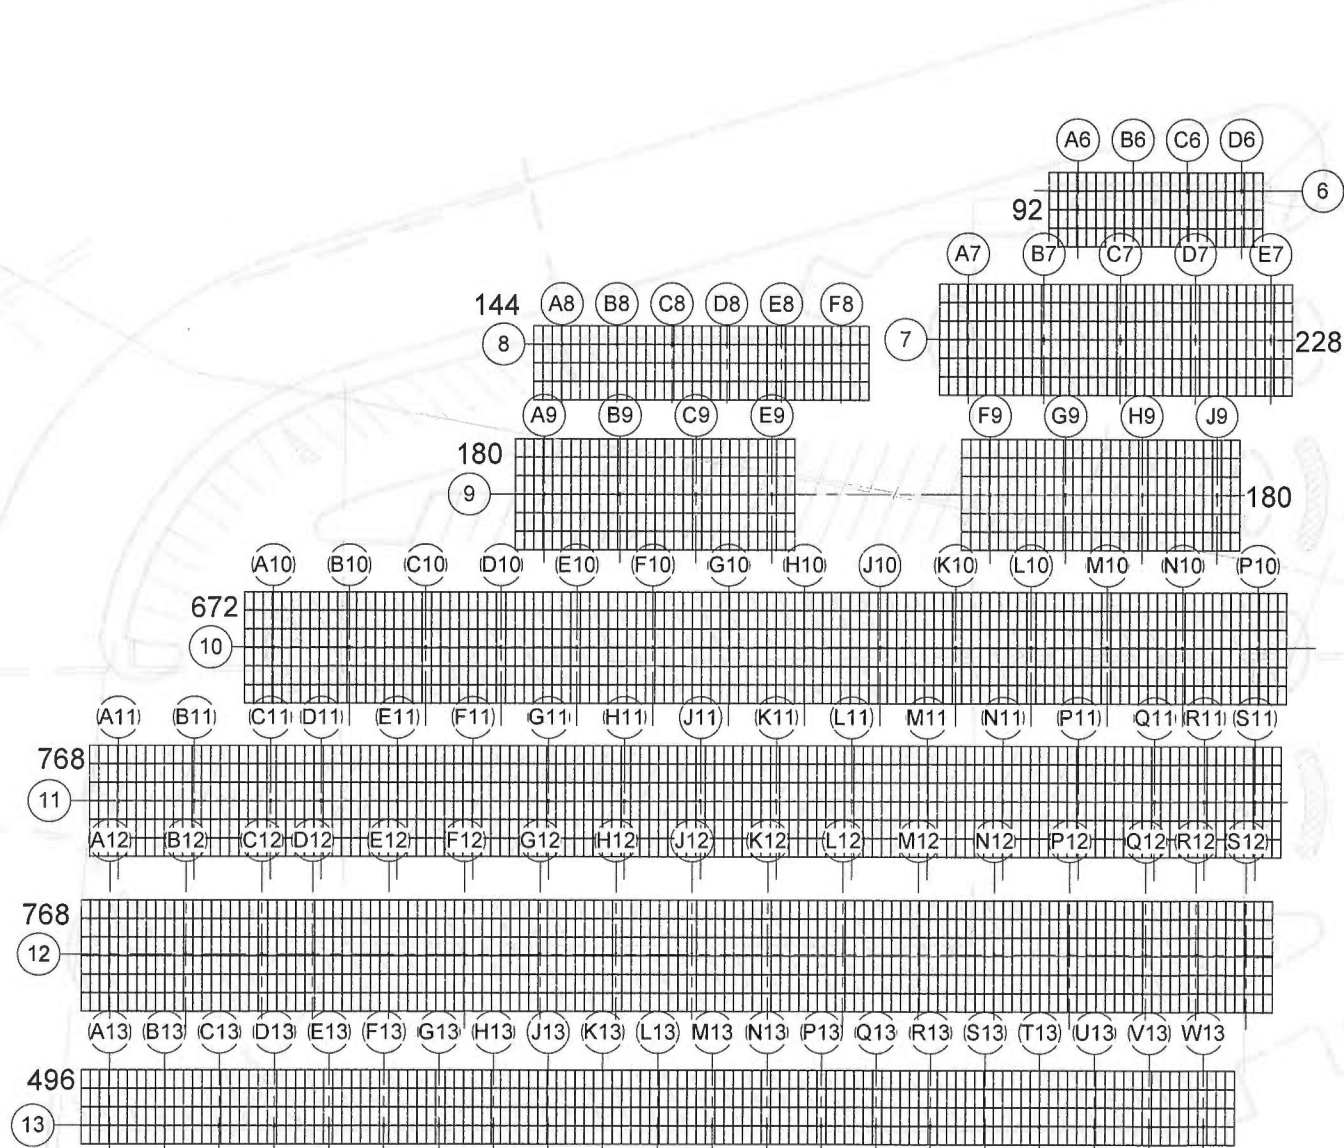 A6 B6 C6 D6
6
92
A7 B7 C7 D7 E7
144 A8 B8 C8 D8 E8 F8
8
7
228
A9 B9 C9 E9
F9 G9 H9 J9
180
9
180
A10 B10 C10 D10 E10 F10 G10 H10 J10 K10 L10 M10 N10 P10
672
10
A11 B11 C11 D11 E11 F11 G11 H11 J11 K11 L11 M11 N11 P11 Q11 R11 S11
768
11
A12 B12 C12 D12 E12 F12 G12 H12 J12 K12 L12 M12 N12 P12 Q12 R12 S12
768
12
A13 B13 C13 D13 E13 F13 G13 H13 J13 K13 L13 M13 N13 P13 Q13 R13 S13 T13 U13 V13 W13
496
13